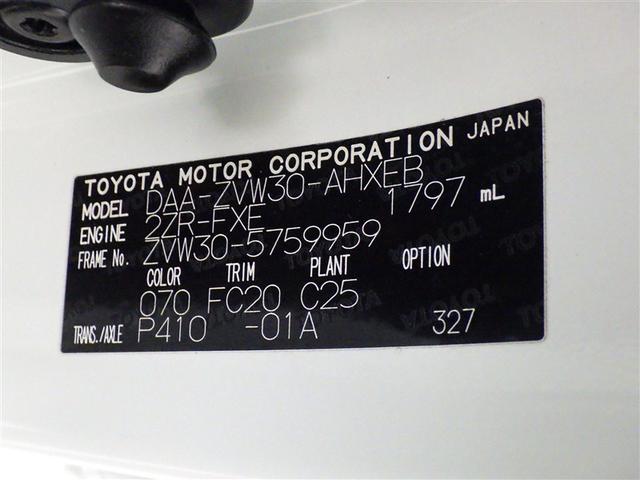 TOYOTA MOTOR CORPORATION JAPAN
MODEL DAA-ZVW30-AHXEB
ENGINE 2ZR-FXE 1797 mL
FRAME No. ZVW30-5759959
COLOR TRIM PLANT OPTION
070 FC20 C25
TRANS./AXLE P410 -01A 327